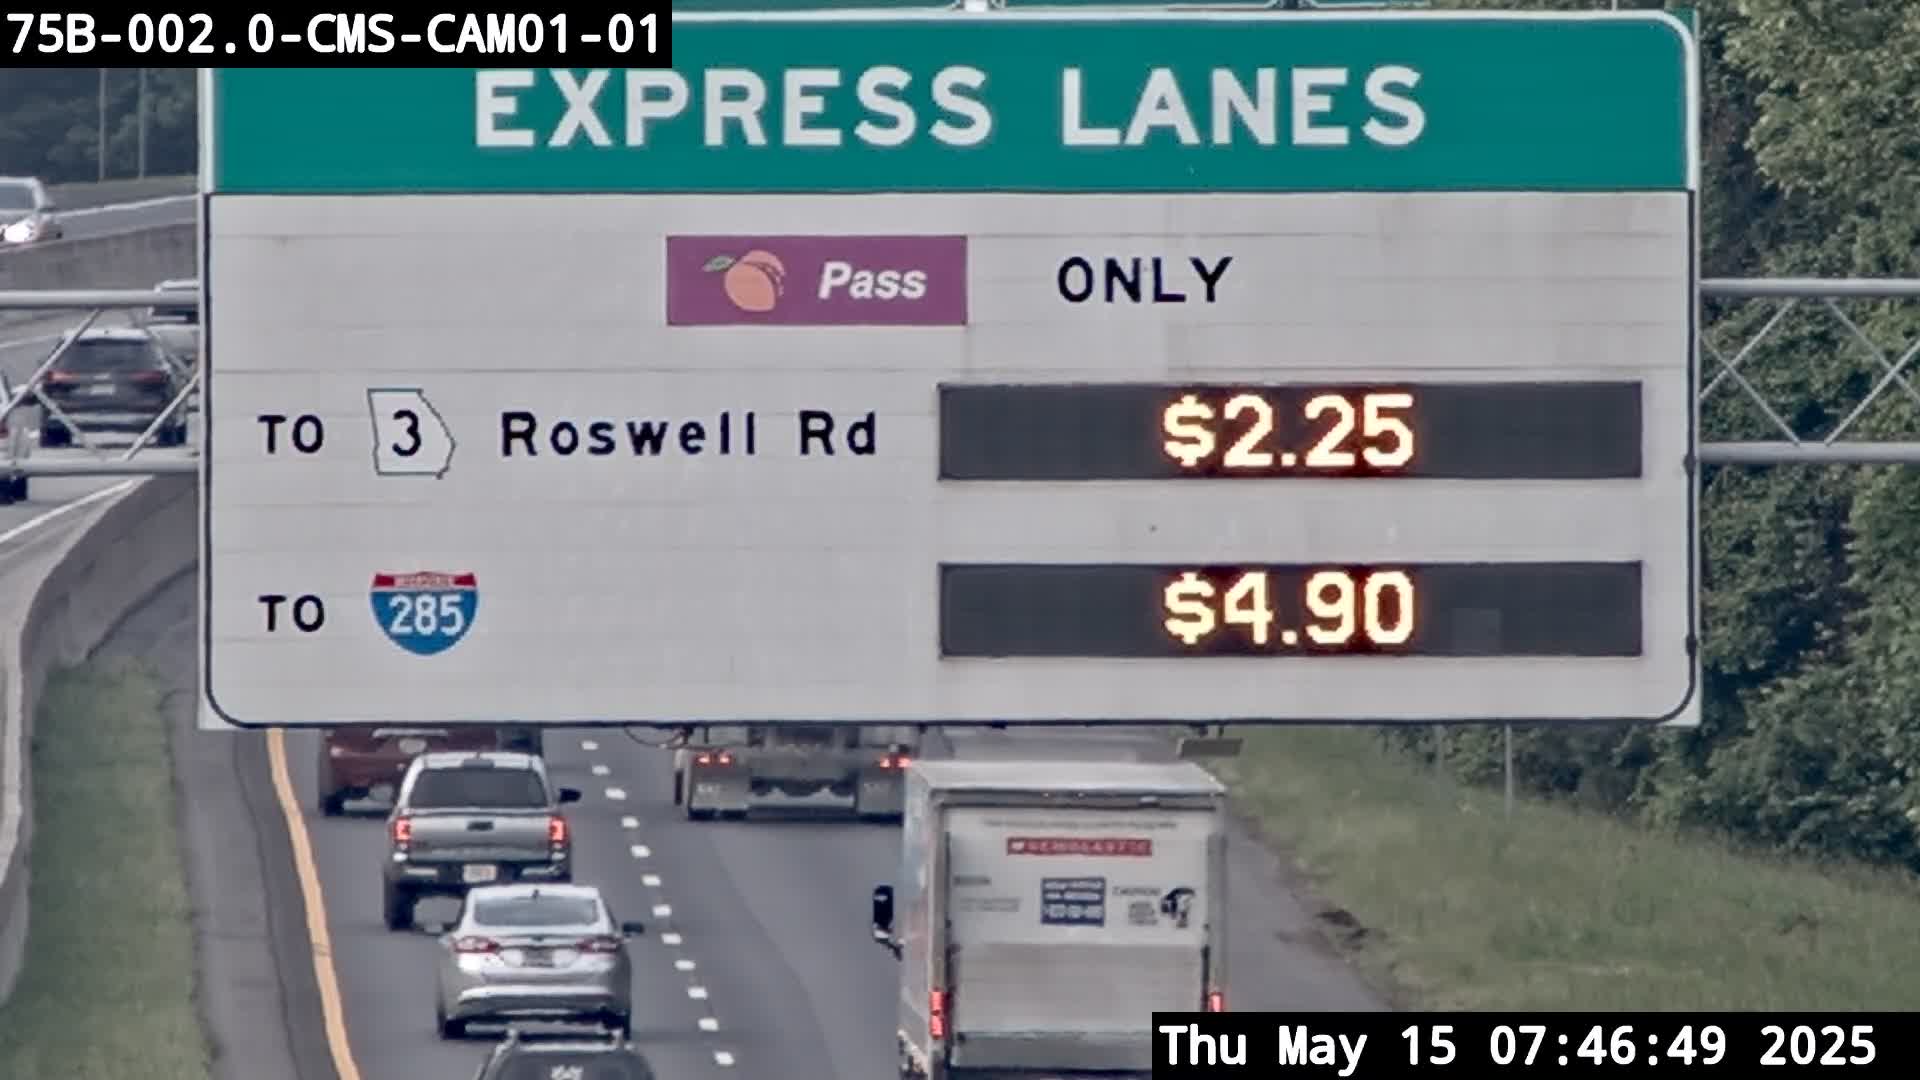 75B-002.0-CMS-CAM01-01
EXPRESS LANES
Pass ONLY
TO 3 Roswell Rd $2.25
TO 285 $4.90
SCHOLASTIC
Thu May 15 07:46:49 2025